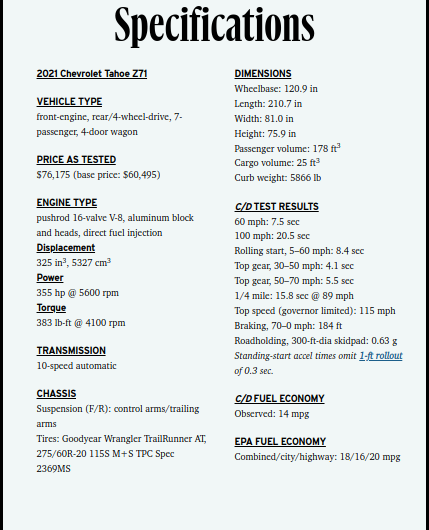 Specifications
2021 Chevrolet Tahoe Z71
VEHICLE TYPE
front-engine, rear/4-wheel-drive, 7-
passenger, 4-door wagon
PRICE AS TESTED
$76,175 (base price: $60,495)
ENGINE TYPE
pushrod 16-valve V-8, aluminum block
and heads, direct fuel injection
Displacement
325 in³, 5327 cm³
Power
355 hp @ 5600 rpm
Torque
383 lb-ft @ 4100 rpm
TRANSMISSION
10-speed automatic
CHASSIS
Suspension (F/R): control arms/trailing
arms
Tires: Goodyear Wrangler TrailRunner AT,
275/60R-20 115S M+S TPC Spec
2369MS
DIMENSIONS
Wheelbase: 120.9 in
Length: 210.7 in
Width: 81.0 in
Height: 75.9 in
Passenger volume: 178 ft³
Cargo volume: 25 ft³
Curb weight: 5866 lb
C/D TEST RESULTS
60 mph: 7.5 sec
100 mph: 20.5 sec
Rolling start, 5–60 mph: 8.4 sec
Top gear, 30–50 mph: 4.1 sec
Top gear, 50–70 mph: 5.5 sec
1/4 mile: 15.8 sec @ 89 mph
Top speed (governor limited): 115 mph
Braking, 70–0 mph: 184 ft
Roadholding, 300-ft-dia skidpad: 0.63 g
Standing-start accel times omit 1-ft rollout
of 0.3 sec.
C/D FUEL ECONOMY
Observed: 14 mpg
EPA FUEL ECONOMY
Combined/city/highway: 18/16/20 mpg